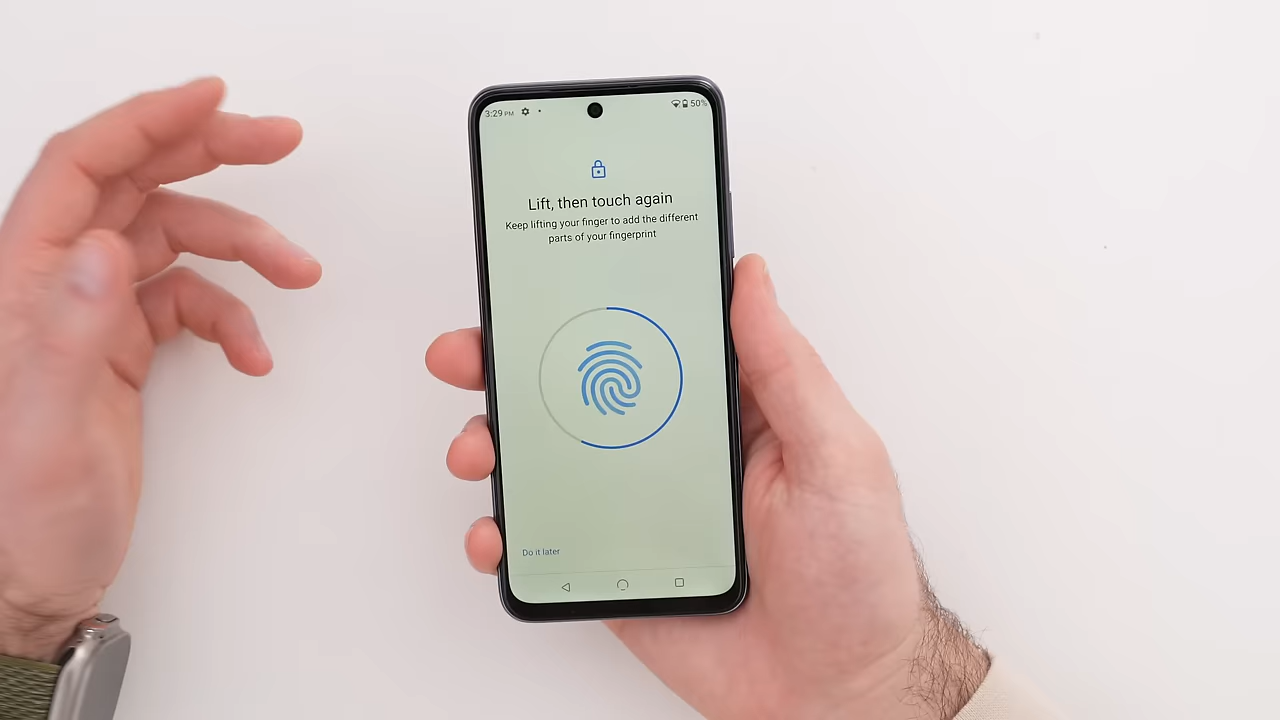 3:29 PM 50%
Lift, then touch again
Keep lifting your finger to add the different
parts of your fingerprint
Do it later